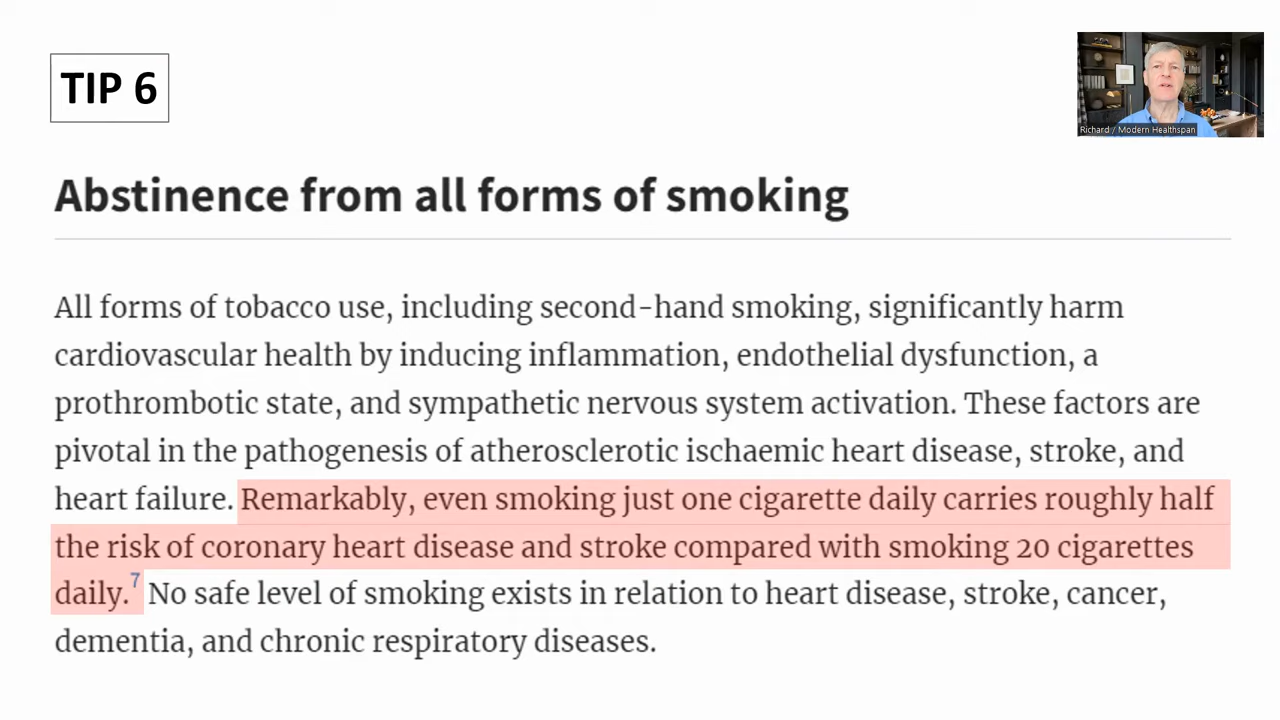 TIP 6
Richard / Modern Healthspan
Abstinence from all forms of smoking
All forms of tobacco use, including second-hand smoking, significantly harm
cardiovascular health by inducing inflammation, endothelial dysfunction, a
prothrombotic state, and sympathetic nervous system activation. These factors are
pivotal in the pathogenesis of atherosclerotic ischaemic heart disease, stroke, and
heart failure. Remarkably, even smoking just one cigarette daily carries roughly half
the risk of coronary heart disease and stroke compared with smoking 20 cigarettes
daily.7 No safe level of smoking exists in relation to heart disease, stroke, cancer,
dementia, and chronic respiratory diseases.